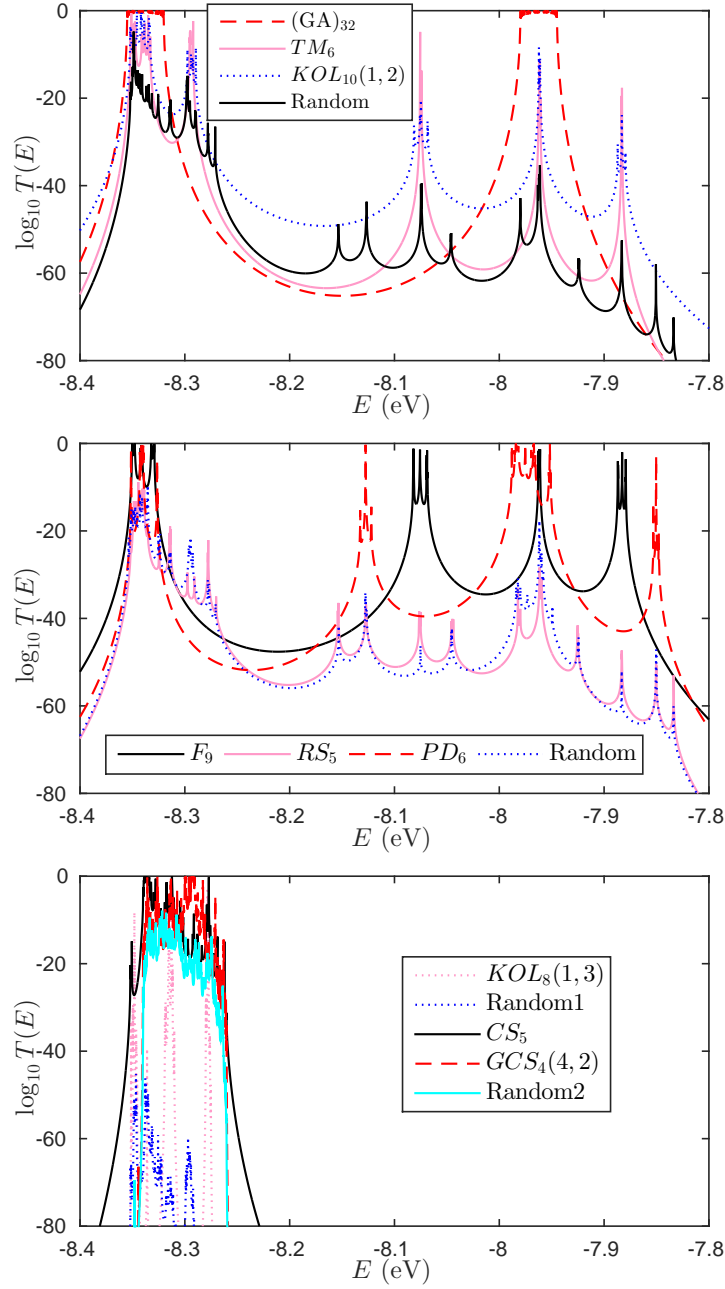 (GA)32
TM6
KOL10(1, 2)
Random
0
-20
-40
-60
-80
log10 T(E)
-8.4 -8.3 -8.2 -8.1 -8 -7.9 -7.8
E (eV)
0
-20
-40
-60
-80
log10 T(E)
F9 RS5 PD6 Random
-8.4 -8.3 -8.2 -8.1 -8 -7.9 -7.8
E (eV)
0
-20
-40
-60
-80
log10 T(E)
KOL8(1, 3)
Random1
CS5
GCS4(4, 2)
Random2
-8.4 -8.3 -8.2 -8.1 -8 -7.9 -7.8
E (eV)